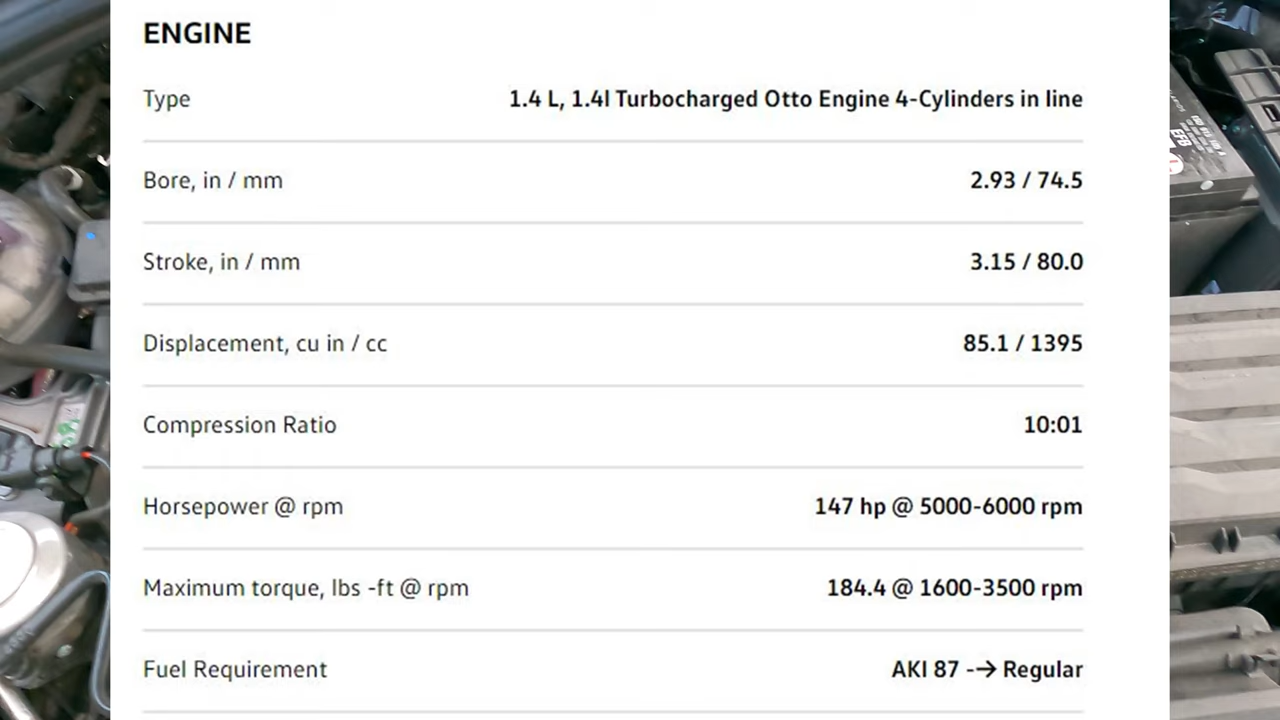 ENGINE
Type 1.4 L, 1.4l Turbocharged Otto Engine 4-Cylinders in line
Bore, in / mm 2.93 / 74.5
Stroke, in / mm 3.15 / 80.0
Displacement, cu in / cc 85.1 / 1395
Compression Ratio 10:01
Horsepower @ rpm 147 hp @ 5000-6000 rpm
Maximum torque, lbs -ft @ rpm 184.4 @ 1600-3500 rpm
Fuel Requirement AKI 87 -→ Regular
EFB